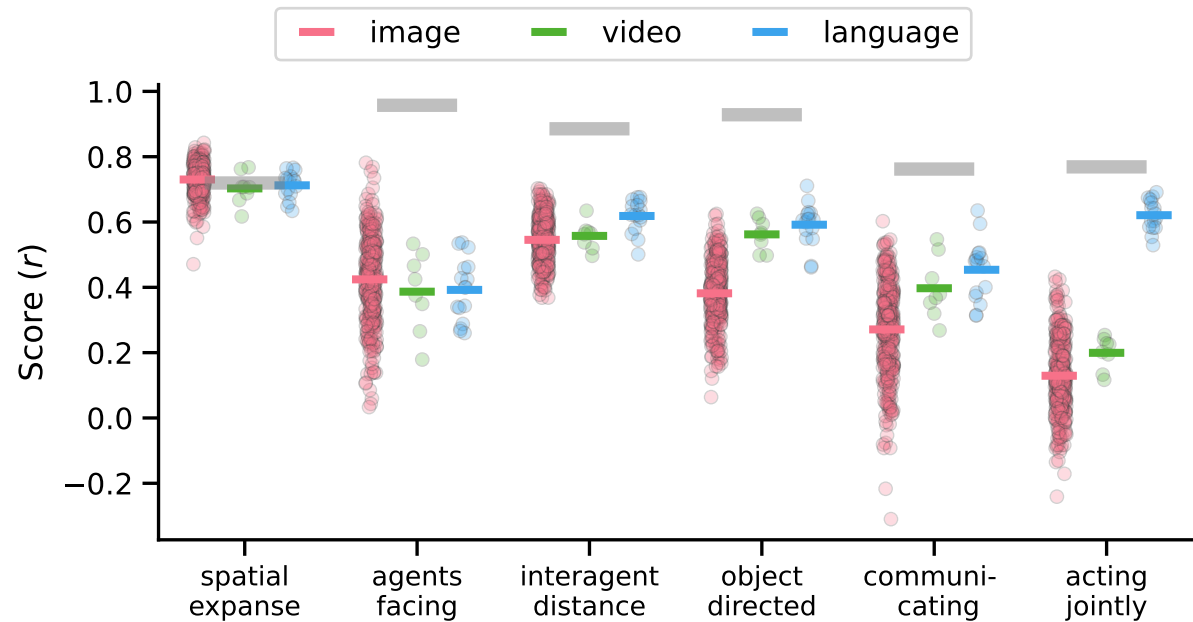 image video language
1.0
0.8
0.6
0.4
0.2
0.0
−0.2
Score (r)
spatial expanse
agents facing
interagent distance
object directed
communi-cating
acting jointly